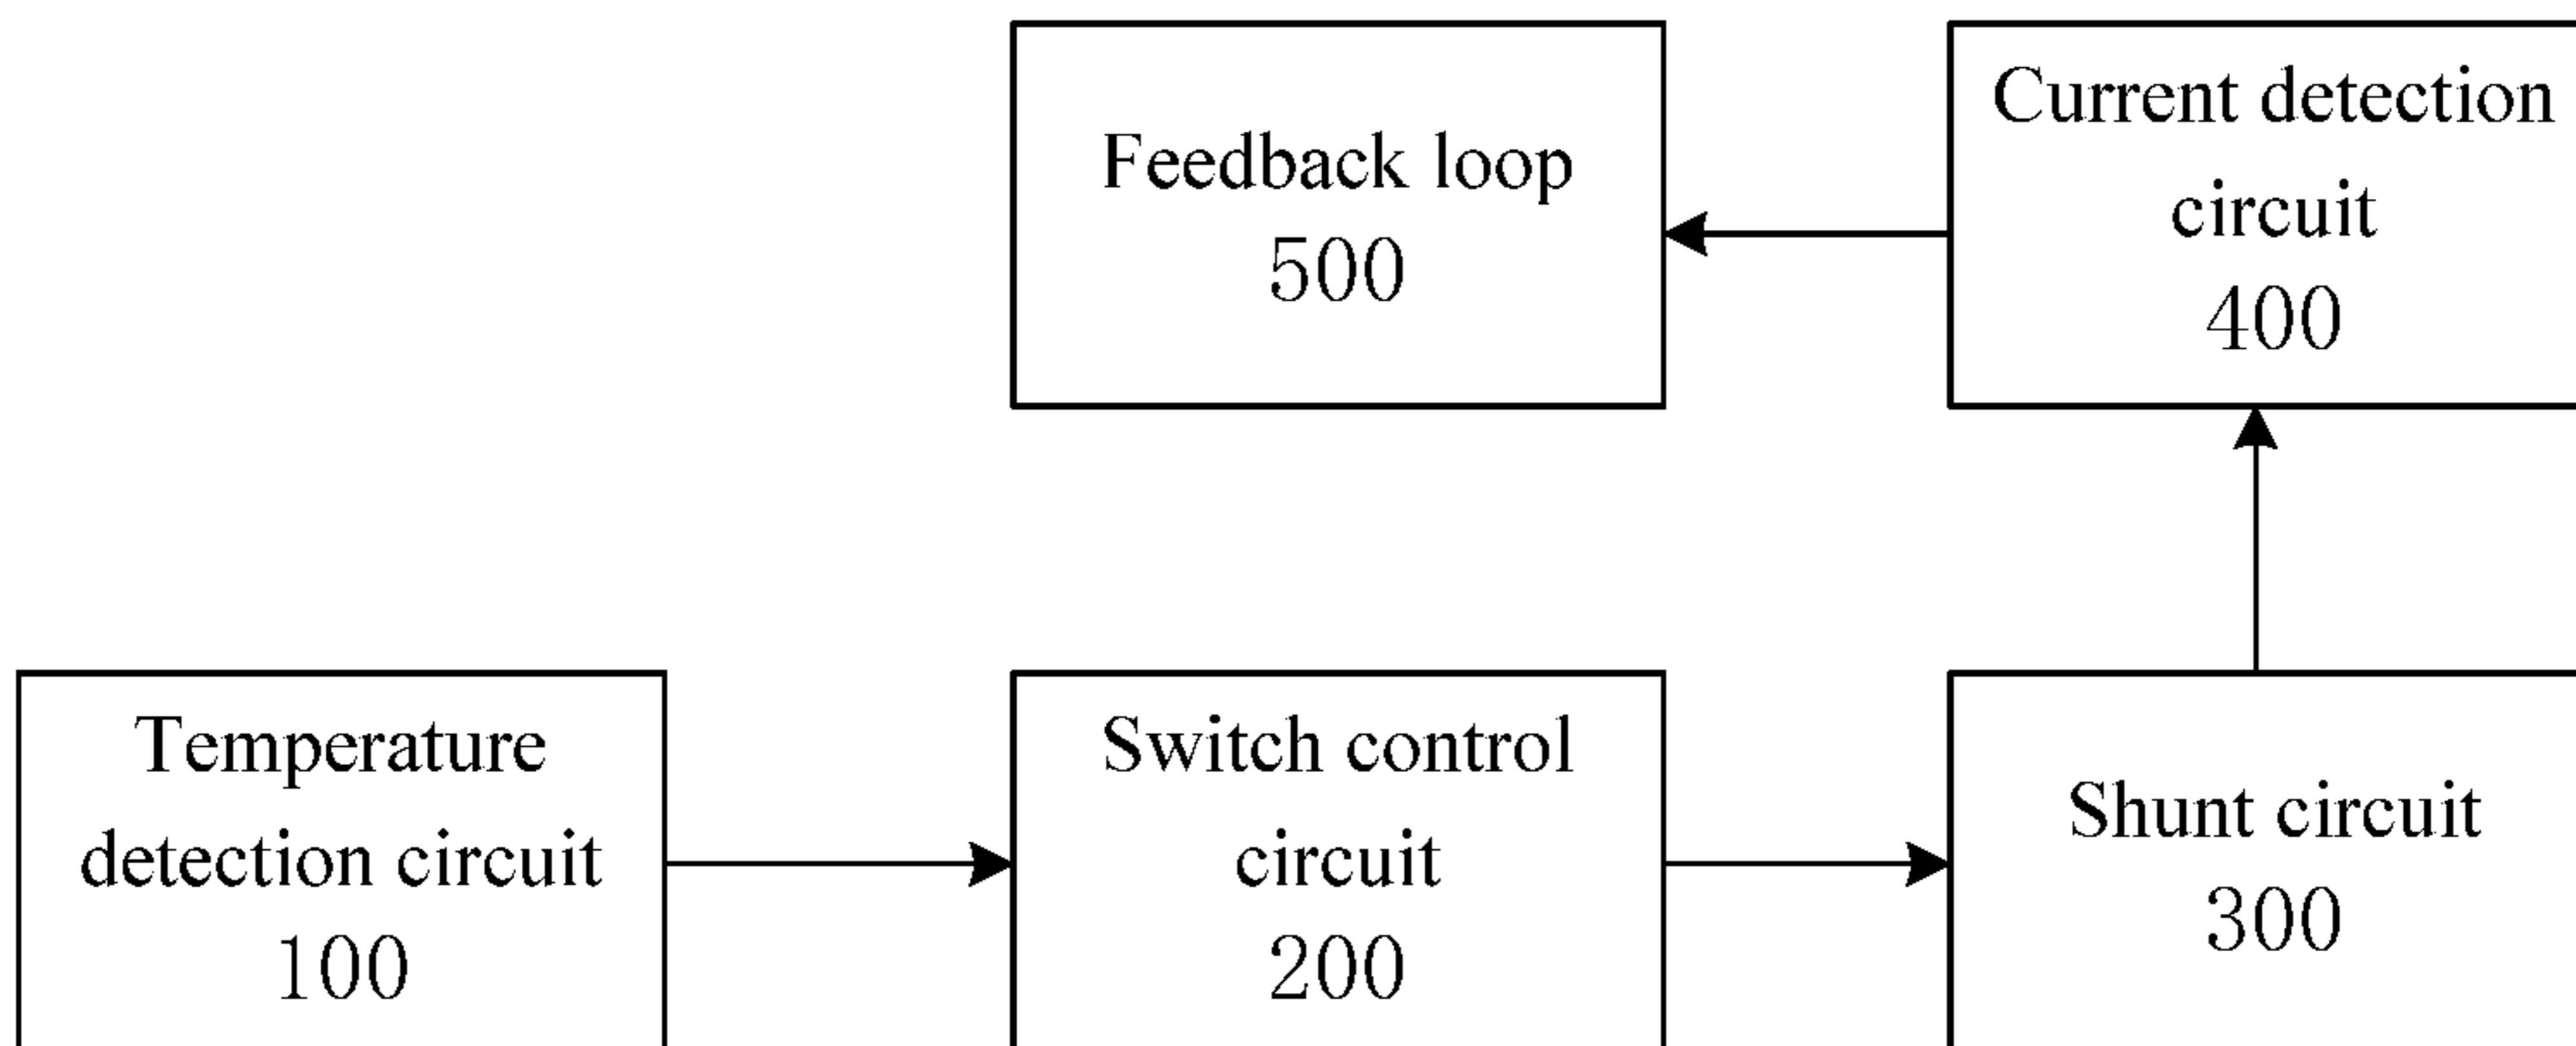 Feedback loop
500
Current detection
circuit
400
Temperature
detection circuit
100
Switch control
circuit
200
Shunt circuit
300